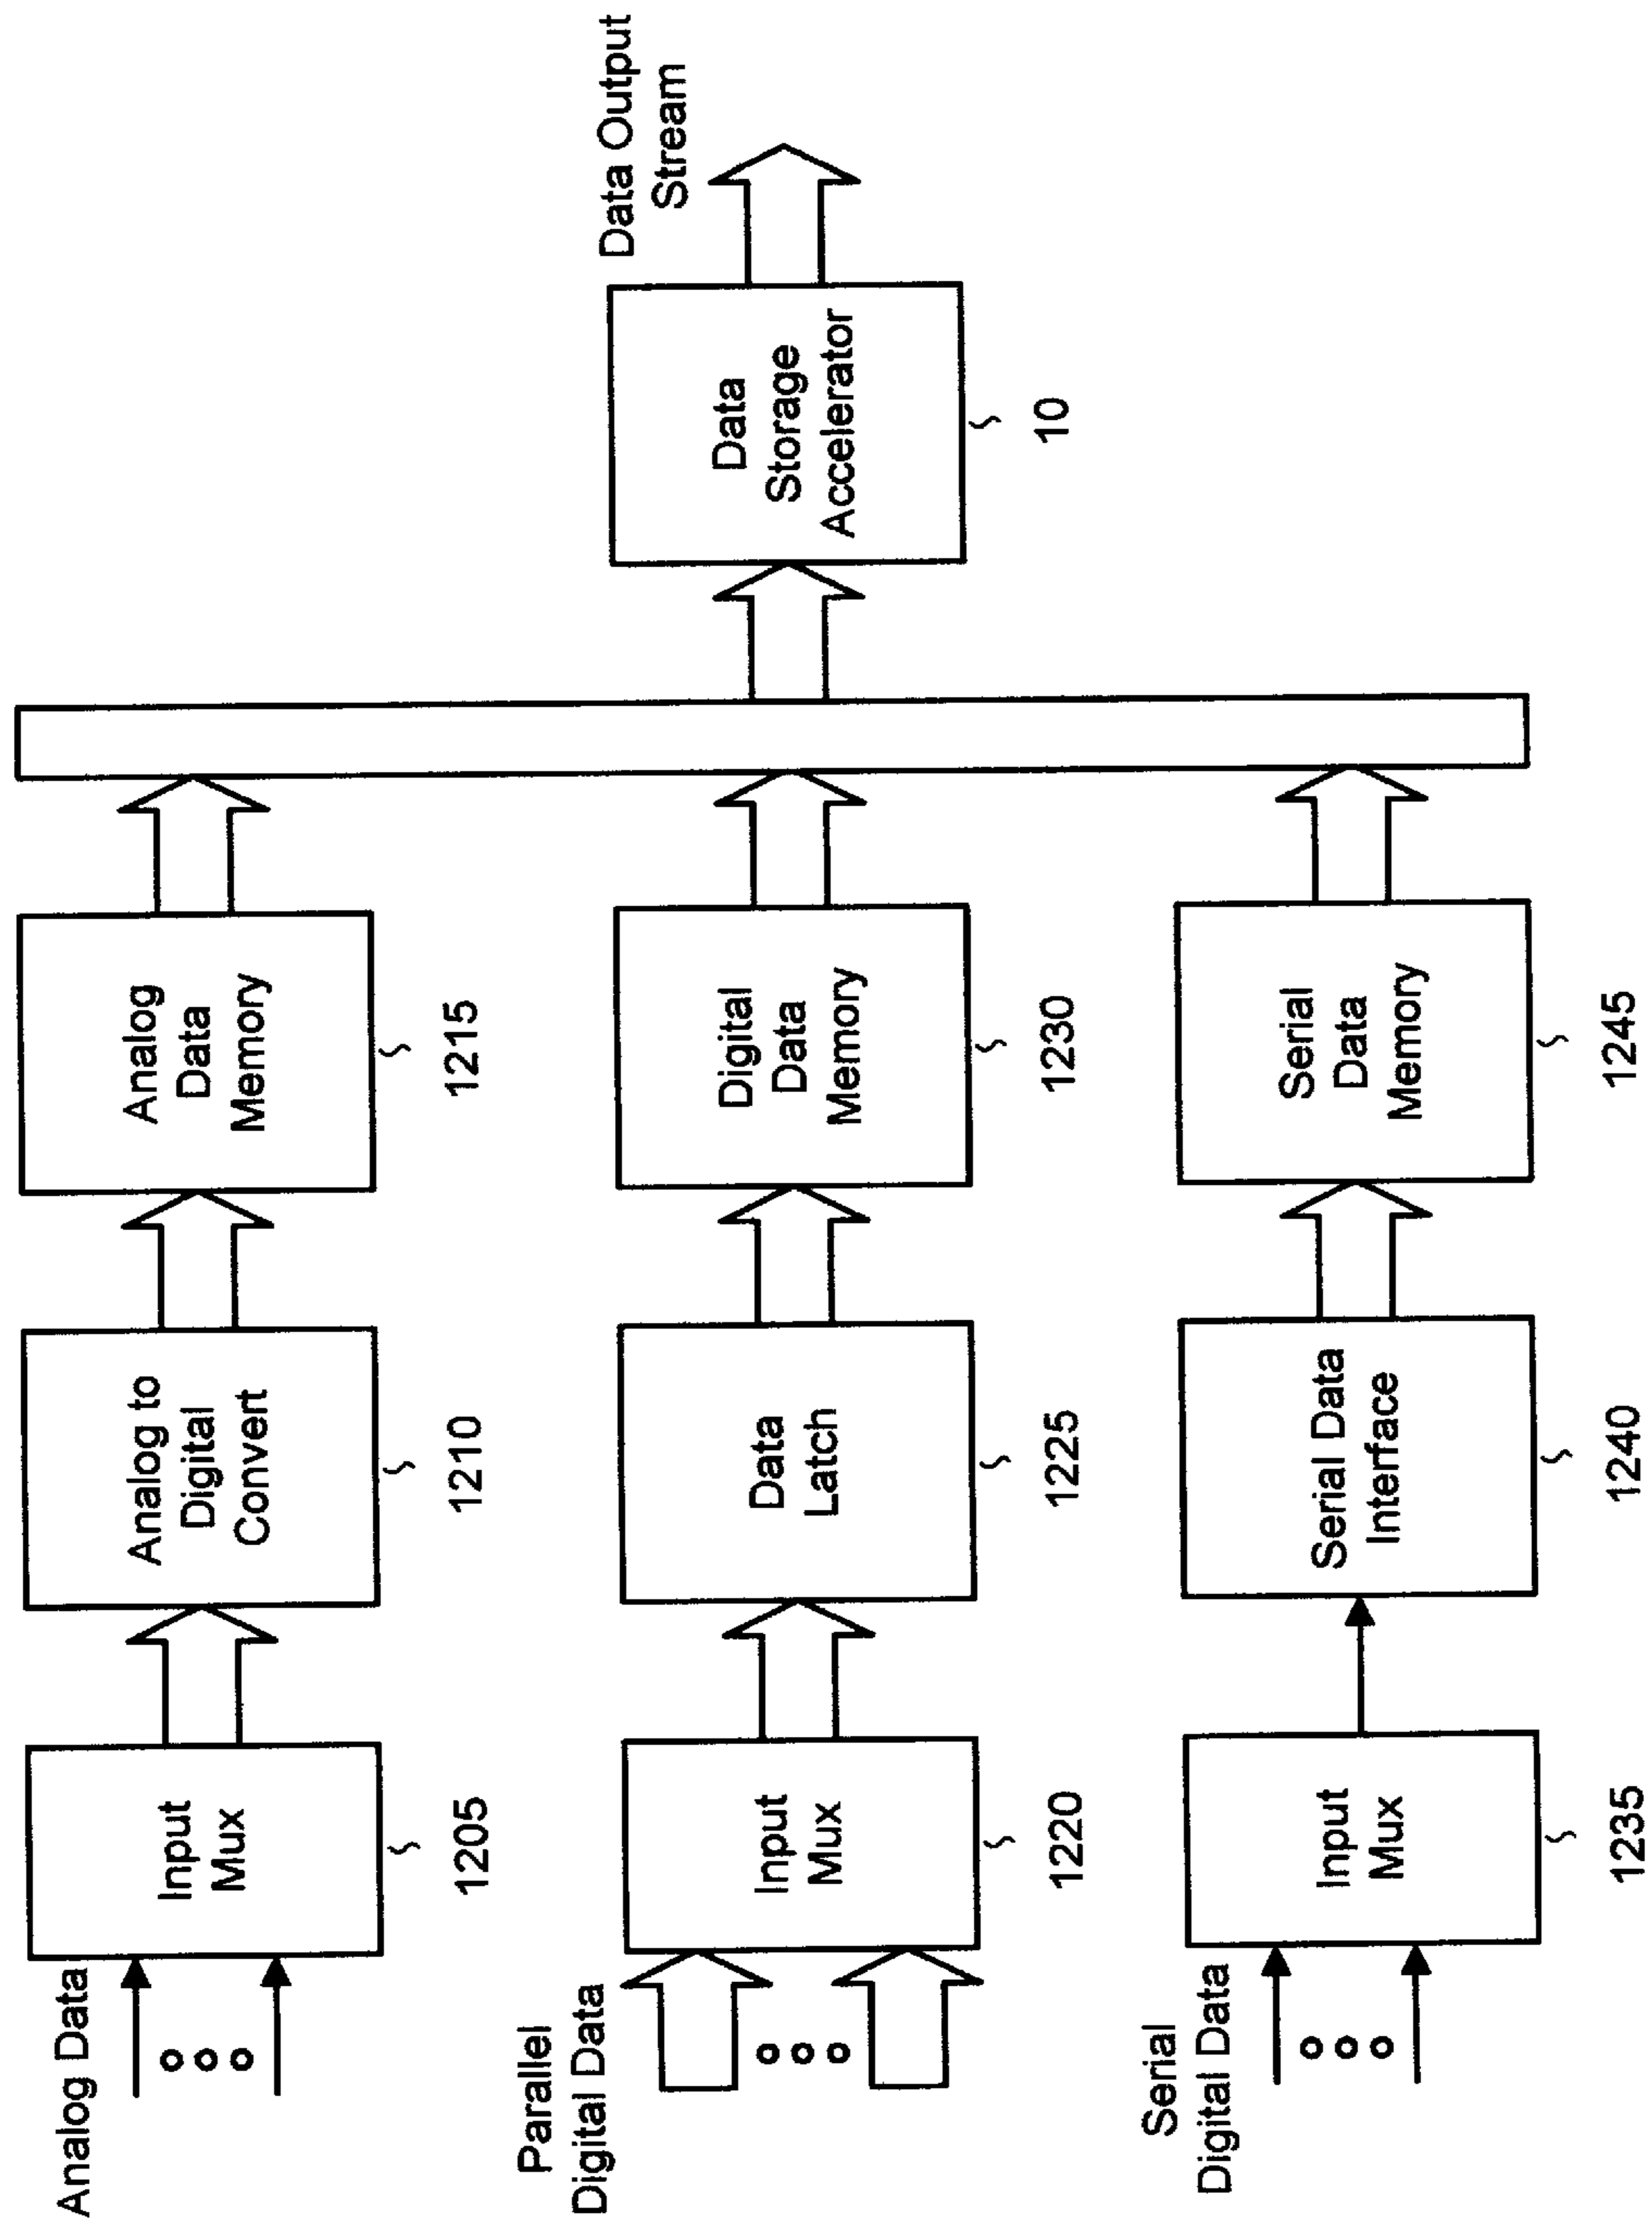 Analog Data
Input
Mux
1205
Analog to
Digital
Convert
1210
Analog
Data
Memory
1215
Parallel
Digital Data
Input
Mux
1220
Data
Latch
1225
Digital
Data
Memory
1230
Serial
Digital Data
Input
Mux
1235
Serial Data
Interface
1240
Serial
Data
Memory
1245
Data
Storage
Accelerator
10
Data Output
Stream